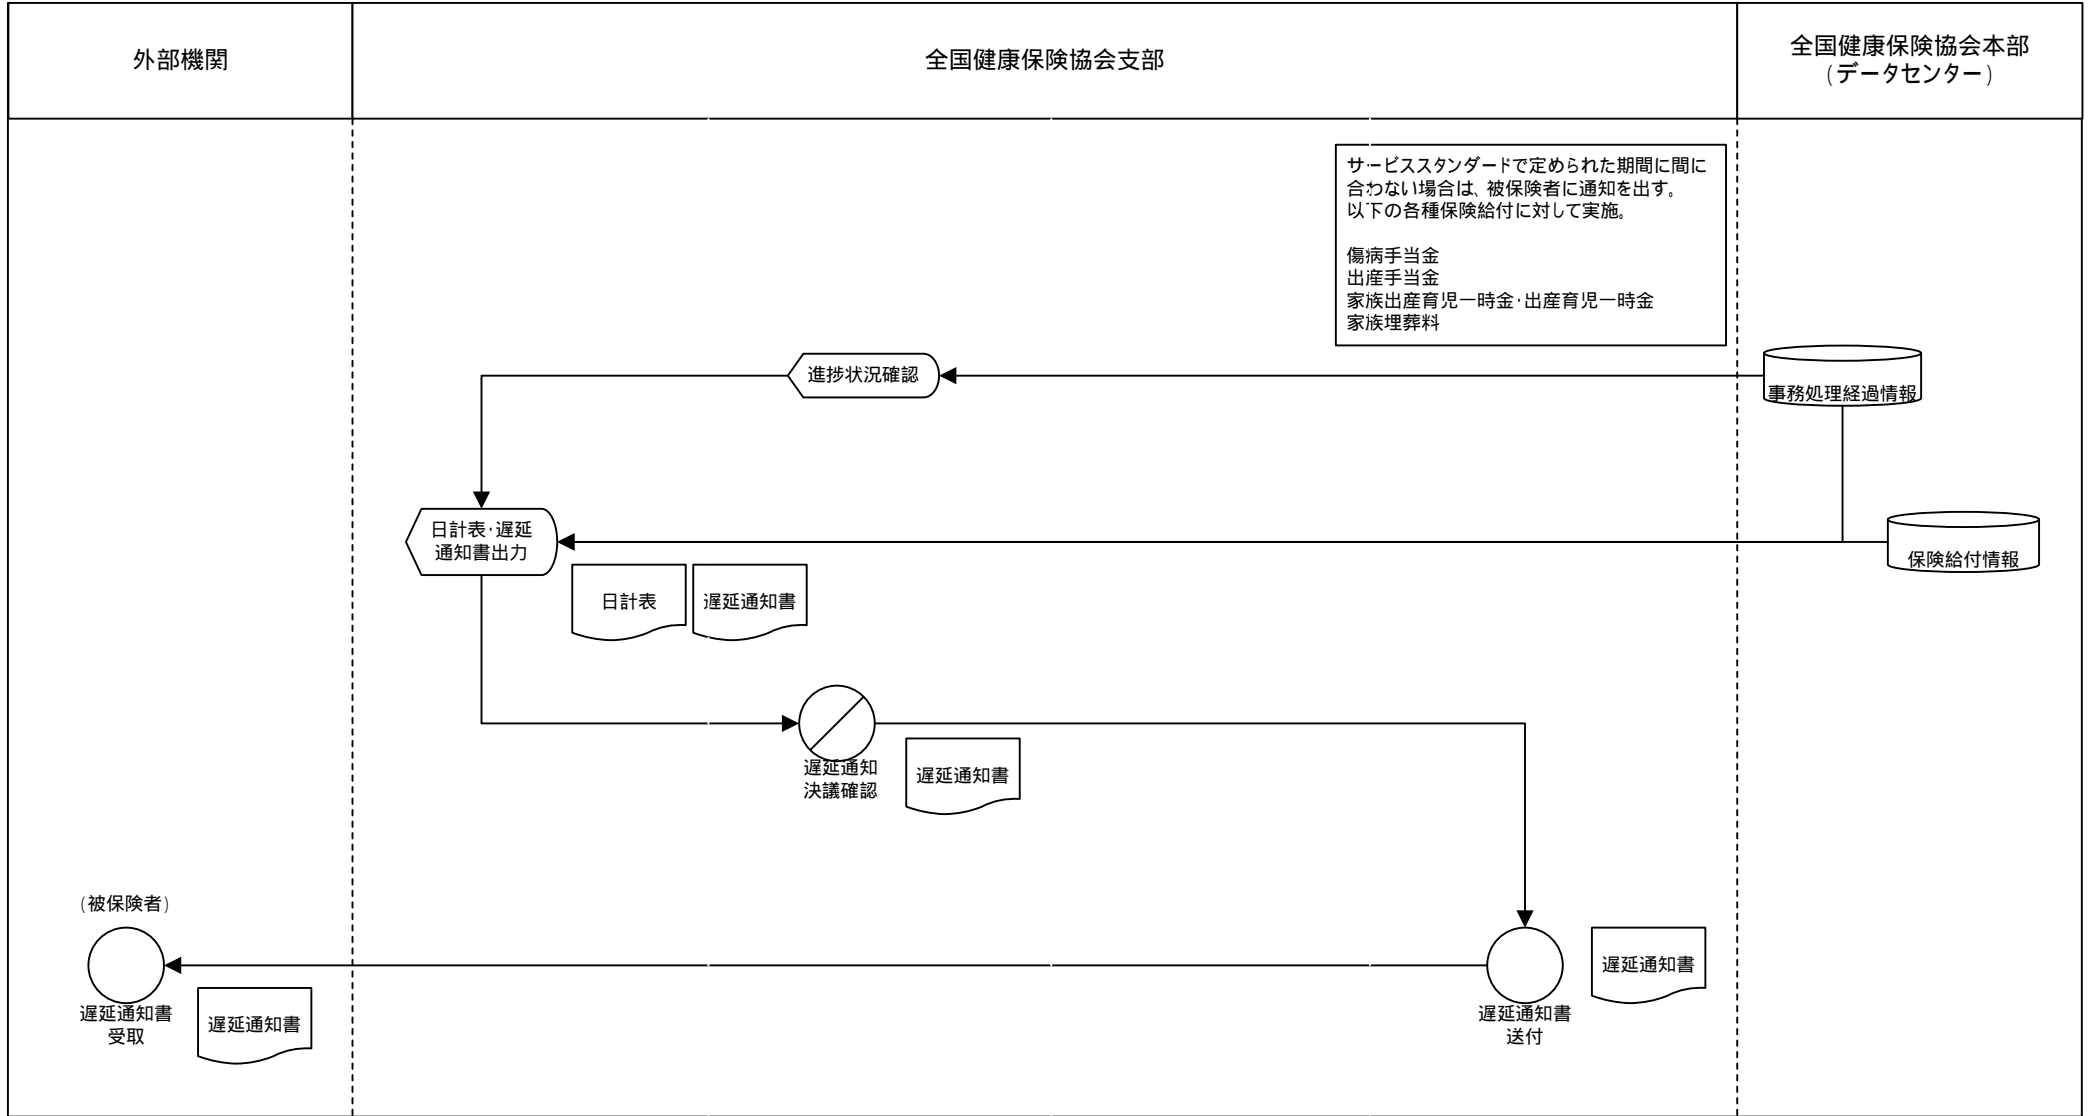 外部機関
全国健康保険協会支部
全国健康保険協会本部
(データセンター)
サービススタンダードで定められた期間に間に
合わない場合は、被保険者に通知を出す。
以下の各種保険給付に対して実施。
傷病手当金
出産手当金
家族出産育児一時金・出産育児一時金
家族埋葬料
進捗状況確認
事務処理経過情報
日計表・遅延
通知書出力
保険給付情報
日計表
遅延通知書
遅延通知
決議確認
遅延通知書
(被保険者)
遅延通知書
受取
遅延通知書
遅延通知書
送付
遅延通知書